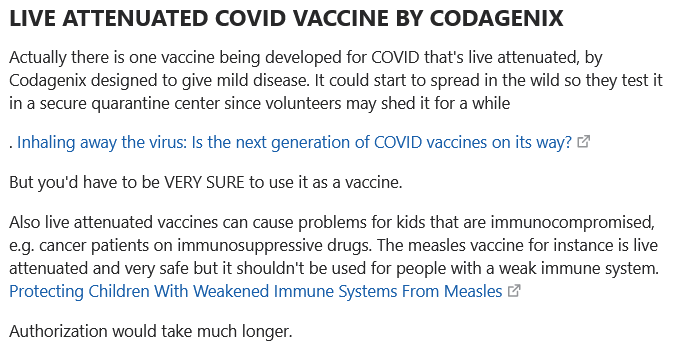 LIVE ATTENUATED COVID VACCINE BY CODAGENIX
Actually there is one vaccine being developed for COVID that's live attenuated, by
Codagenix designed to give mild disease. It could start to spread in the wild so they test it
in a secure quarantine center since volunteers may shed it for a while
. Inhaling away the virus: Is the next generation of COVID vaccines on its way?
But you'd have to be VERY SURE to use it as a vaccine.
Also live attenuated vaccines can cause problems for kids that are immunocompromised,
e.g. cancer patients on immunosuppressive drugs. The measles vaccine for instance is live
attenuated and very safe but it shouldn't be used for people with a weak immune system.
Protecting Children With Weakened Immune Systems From Measles
Authorization would take much longer.